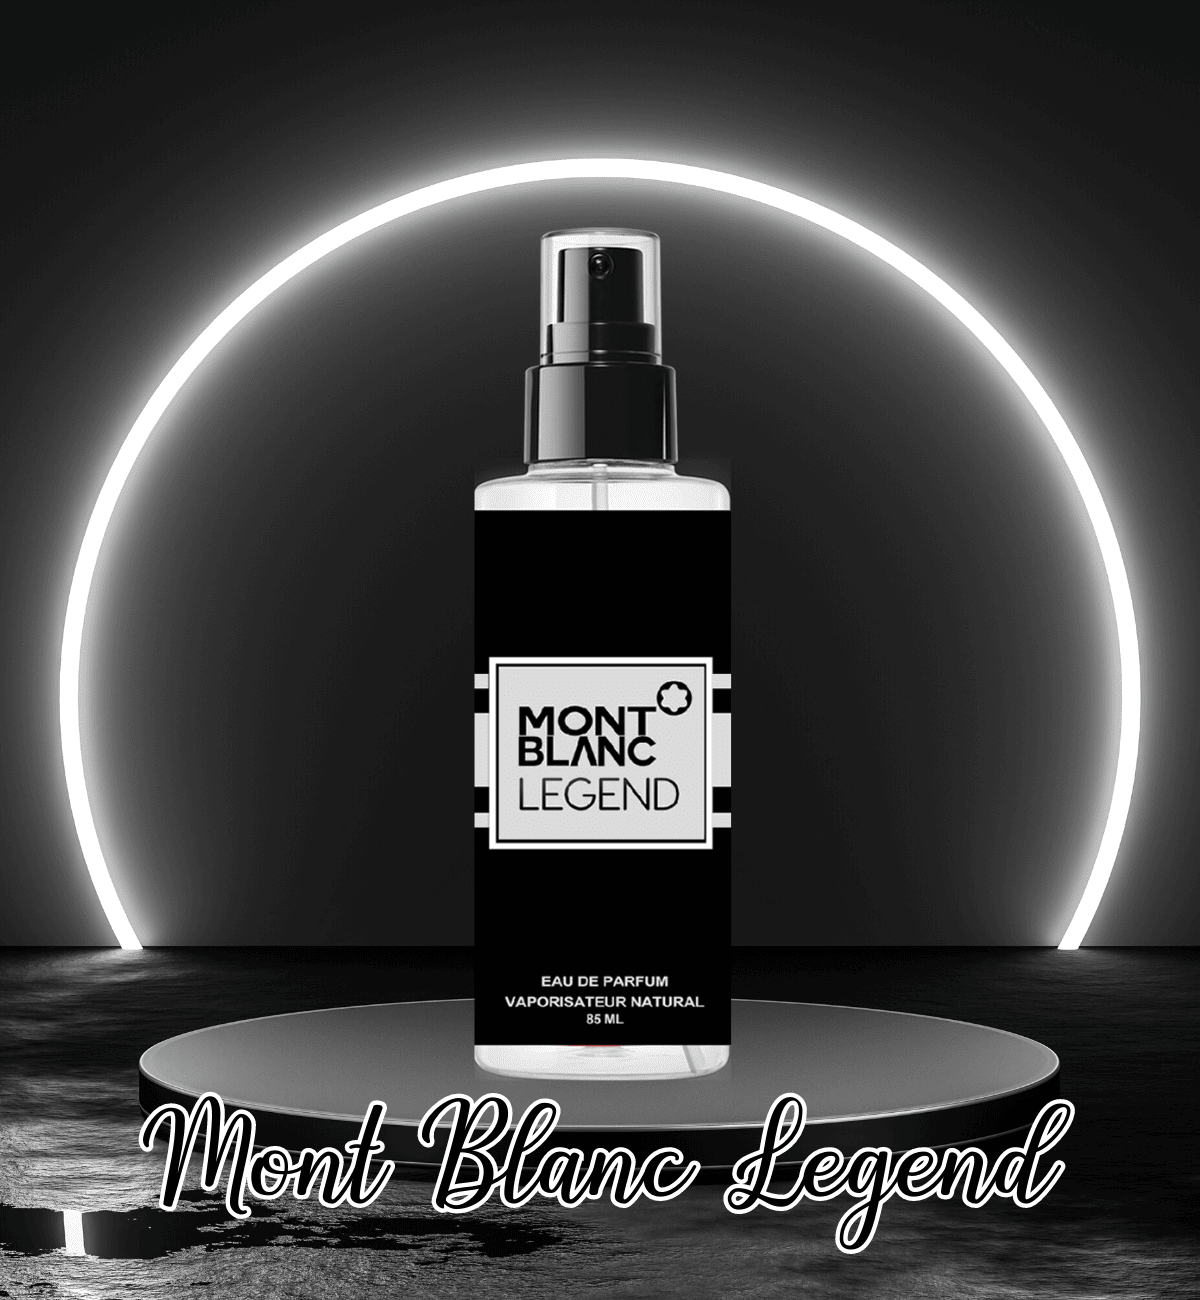 MONT
BLANC
LEGEND
EAU DE PARFUM
VAPORISATEUR NATURAL
85 ML
Mont Blanc Legend